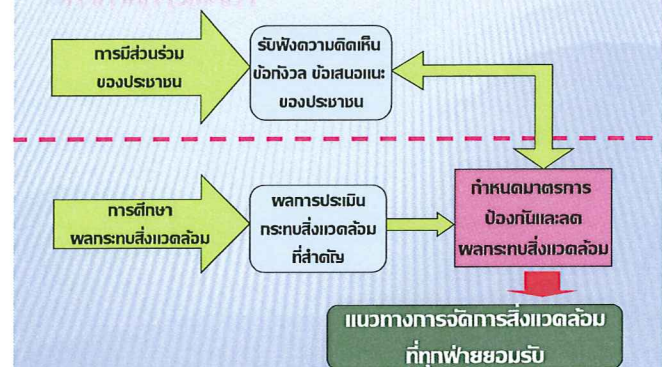 การมีส่วนร่วม
ของประชาชน
รับฟังความคิดเห็น
ข้อกังวล ข้อเสนอแนะ
ของประชาชน
การศึกษา
ผลกระทบสิ่งแวดล้อม
ผลการประเมิน
กระทบสิ่งแวดล้อม
ที่สำคัญ
กำหนดมาตรการ
ป้องกันและลด
ผลกระทบสิ่งแวดล้อม
แนวทางการจัดการสิ่งแวดล้อม
ที่ทุกฝ่ายยอมรับ